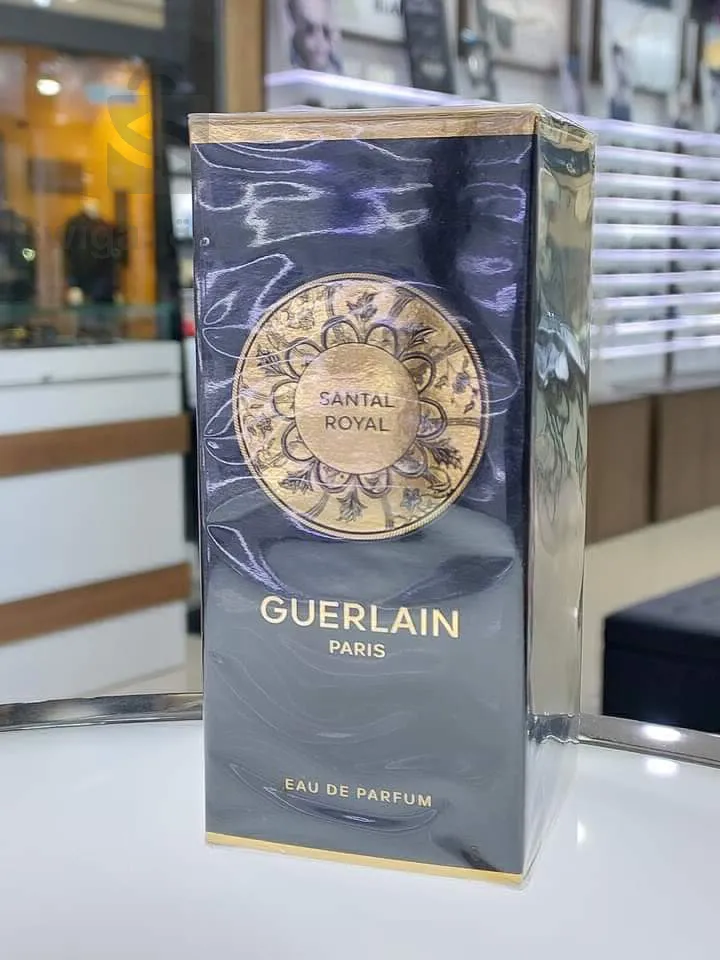 SANTAL
ROYAL
GUERLAIN
PARIS
EAU DE PARFUM